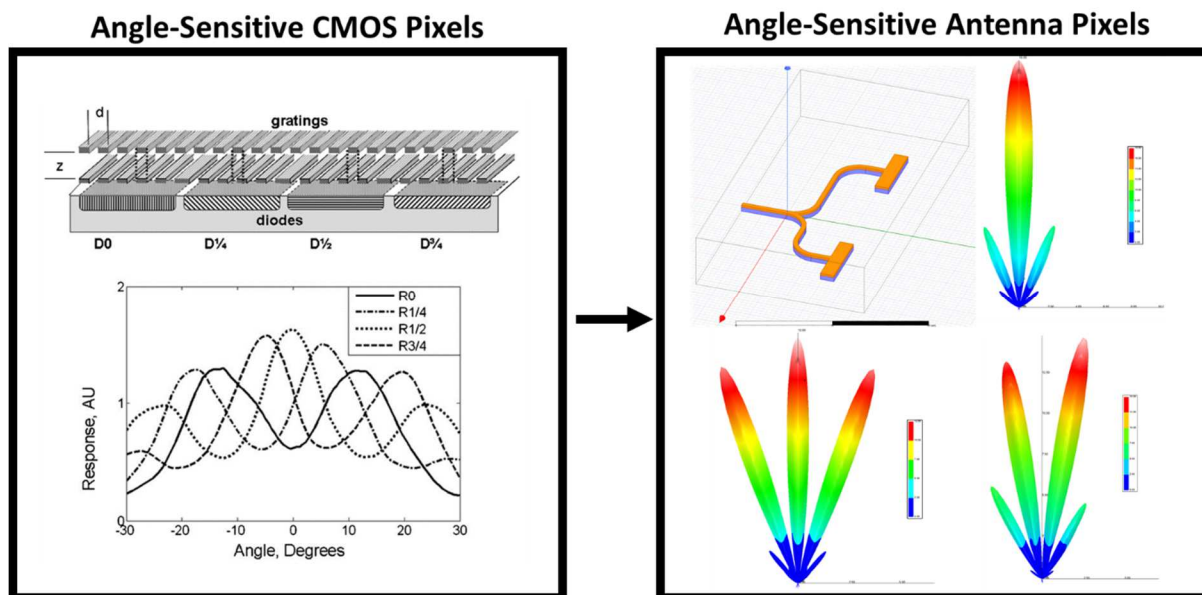 Angle-Sensitive CMOS Pixels
Angle-Sensitive Antenna Pixels
d
gratings
z
diodes
D0 D¼ D½ D¾
2
R0
R1/4
R1/2
R3/4
1
0
Response, AU
-30 -20 -10 0 10 20 30
Angle, Degrees